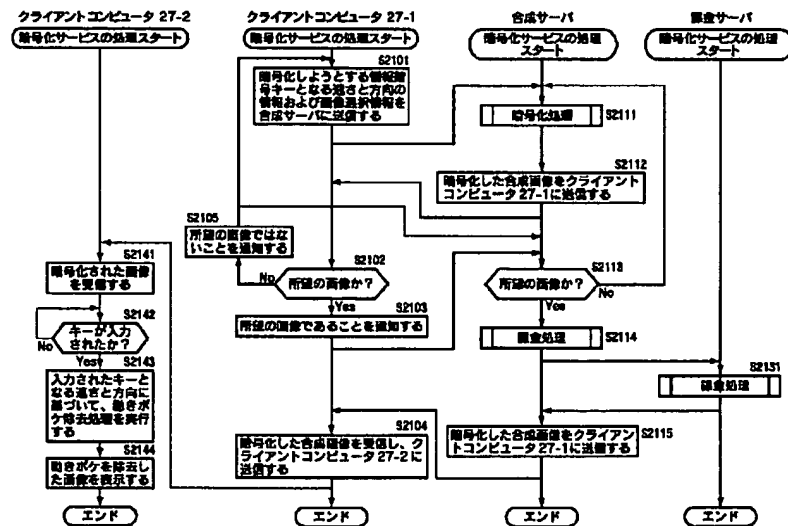 クライアントコンピュータ 27-2
暗号化サービスの処理スタート
S2141
暗号化された画像
を受信する
S2142
キーが入力
されたか?
No
Yes
S2143
入力されたキーと
なる速さと方向に
基づいて、動きボ
ケ除去処理を実行
する
S2144
動きボケを除去し
た画像を表示する
エンド
クライアントコンピュータ 27-1
暗号化サービスの処理スタート
S2101
暗号化しようとする情報暗
号キーとなる速さと方向の
情報および画像選択情報を
合成サーバに送信する
S2105
所望の画像ではな
いことを通知する
S2102
所望の画像か?
No
Yes
S2103
所望の画像であることを通知する
S2104
暗号化した合成画像を受信し、ク
ライアントコンピュータ 27-2 に
送信する
エンド
合成サーバ
暗号化サービスの処理
スタート
暗号化処理
S2111
S2112
暗号化した合成画像をクライアント
コンピュータ 27-1に送信する
S2113
所望の画像か?
No
Yes
課金処理
S2114
暗号化した合成画像をクライアン
トコンピュータ 27-1に送信する
S2115
エンド
課金サーバ
暗号化サービスの処理
スタート
S2131
課金処理
エンド